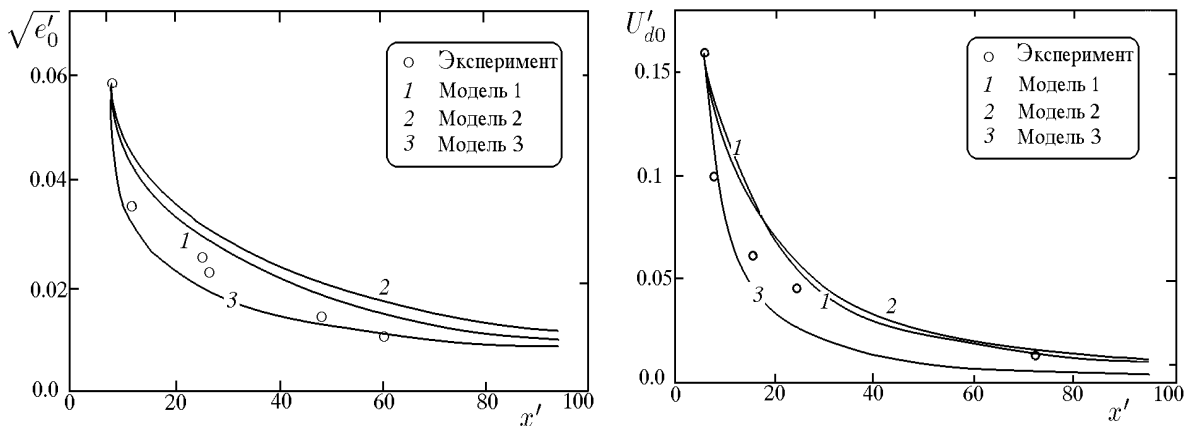 √e′₀
0.06
0.04
0.02
0.0
0 20 40 60 80 100
x′
Эксперимент
1 Модель 1
2 Модель 2
3 Модель 3
1
2
3
U′d0
0.15
0.1
0.05
0.0
0 20 40 60 80 100
x′
Эксперимент
1 Модель 1
2 Модель 2
3 Модель 3
1
1
2
3